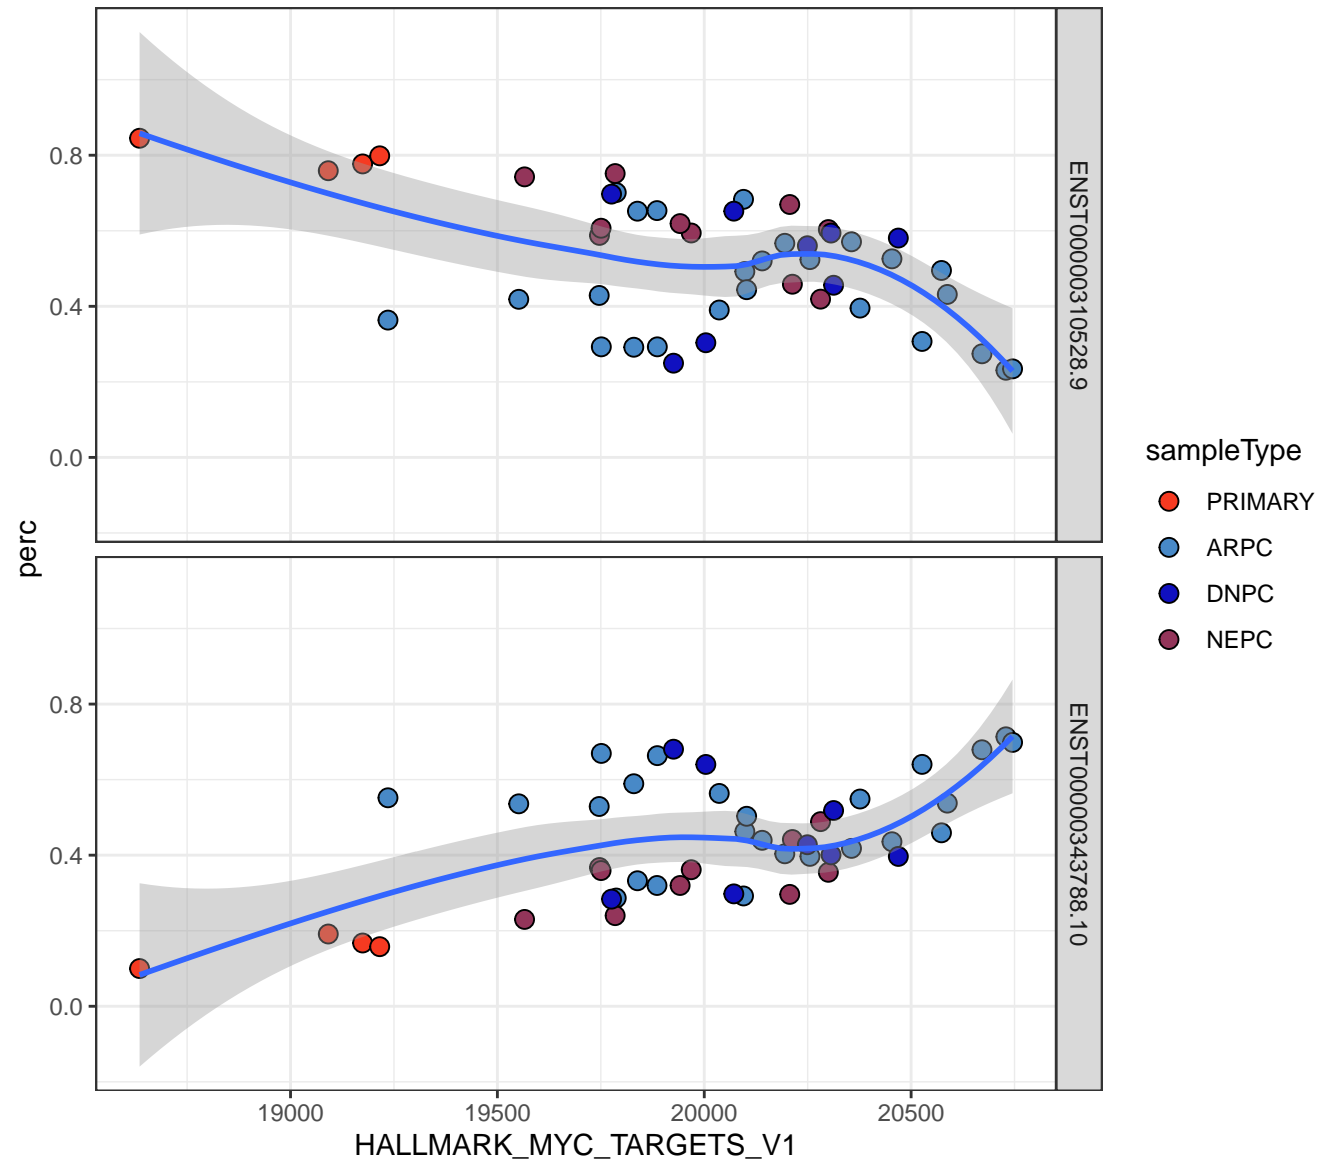 0.8
0.4
0.0
ENST00000310528.9
perc
0.8
0.4
0.0
ENST00000343788.10
19000
19500
20000
20500
HALLMARK_MYC_TARGETS_V1
sampleType
PRIMARY
ARPC
DNPC
NEPC